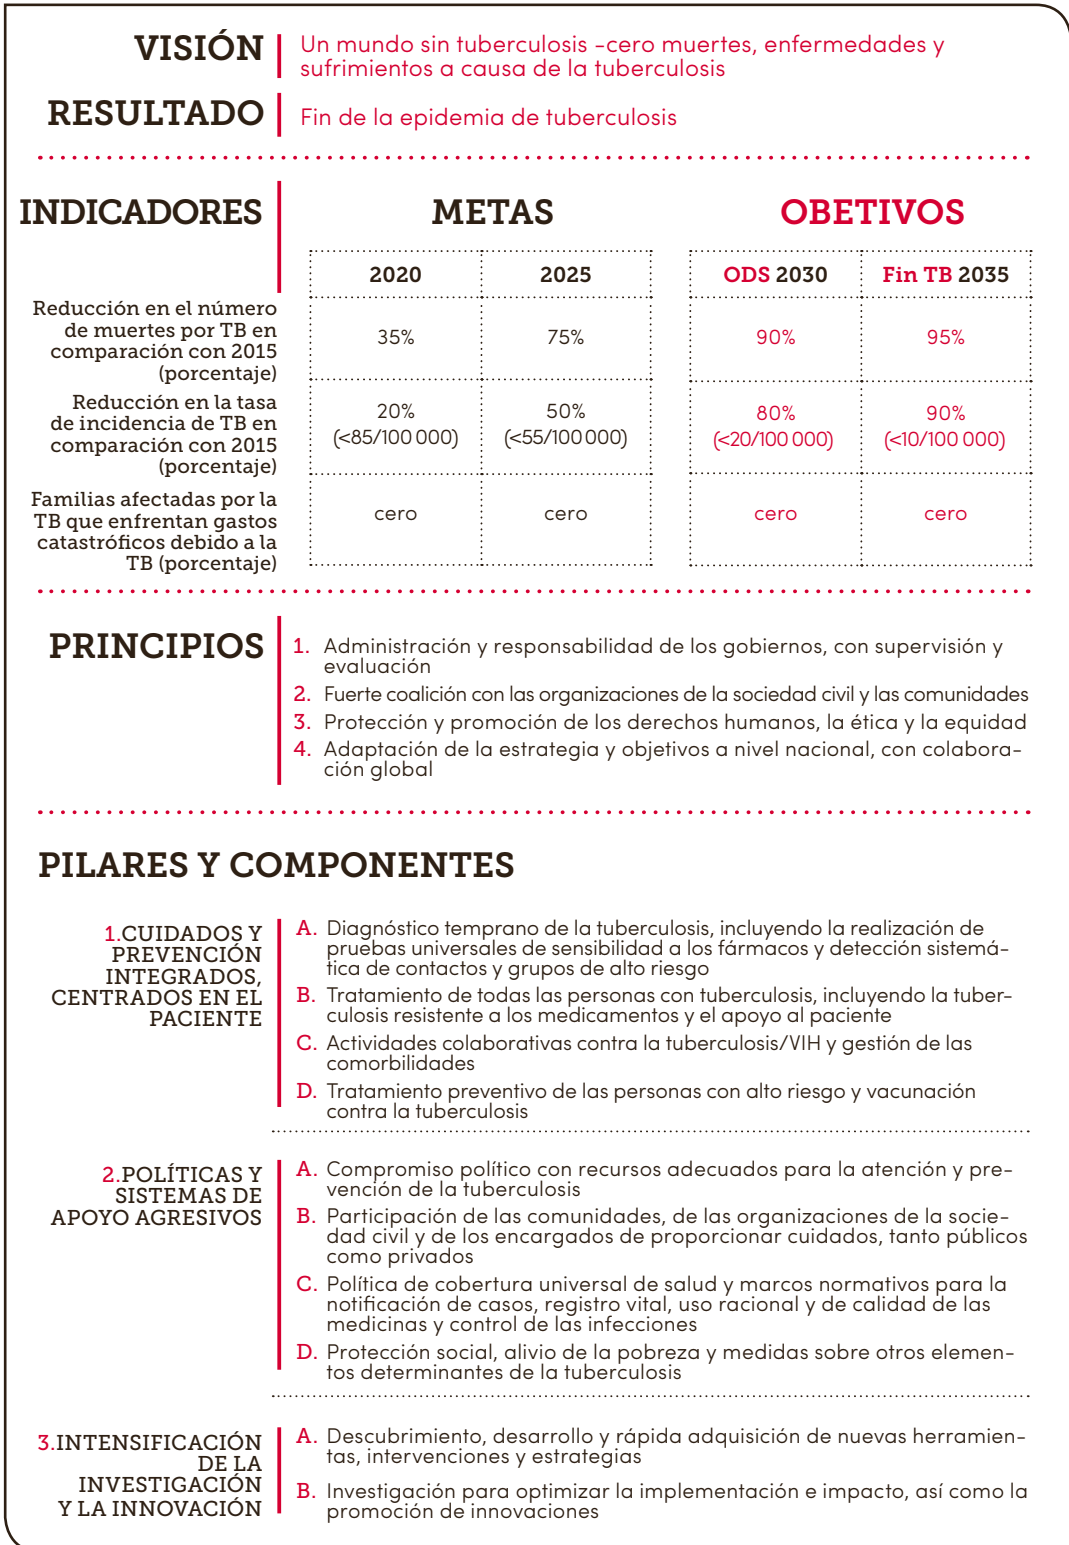 VISIÓN
Un mundo sin tuberculosis -cero muertes, enfermedades y
sufrimientos a causa de la tuberculosis
RESULTADO
Fin de la epidemia de tuberculosis
INDICADORES
METAS
OBETIVOS
2020
2025
ODS 2030
Fin TB 2035
Reducción en el número
de muertes por TB en
comparación con 2015
(porcentaje)
35%
75%
90%
95%
Reducción en la tasa
de incidencia de TB en
comparación con 2015
(porcentaje)
20%
(<85/100 000)
50%
(<55/100 000)
80%
(<20/100 000)
90%
(<10/100 000)
Familias afectadas por la
TB que enfrentan gastos
catastróficos debido a la
TB (porcentaje)
cero
cero
cero
cero
PRINCIPIOS
1. Administración y responsabilidad de los gobiernos, con supervisión y
evaluación
2. Fuerte coalición con las organizaciones de la sociedad civil y las comunidades
3. Protección y promoción de los derechos humanos, la ética y la equidad
4. Adaptación de la estrategia y objetivos a nivel nacional, con colabora-
ción global
PILARES Y COMPONENTES
1.CUIDADOS Y
PREVENCIÓN
INTEGRADOS,
CENTRADOS EN EL
PACIENTE
A. Diagnóstico temprano de la tuberculosis, incluyendo la realización de
pruebas universales de sensibilidad a los fármacos y detección sistemá-
tica de contactos y grupos de alto riesgo
B. Tratamiento de todas las personas con tuberculosis, incluyendo la tuber-
culosis resistente a los medicamentos y el apoyo al paciente
C. Actividades colaborativas contra la tuberculosis/VIH y gestión de las
comorbilidades
D. Tratamiento preventivo de las personas con alto riesgo y vacunación
contra la tuberculosis
2.POLÍTICAS Y
SISTEMAS DE
APOYO AGRESIVOS
A. Compromiso político con recursos adecuados para la atención y pre-
vención de la tuberculosis
B. Participación de las comunidades, de las organizaciones de la socie-
dad civil y de los encargados de proporcionar cuidados, tanto públicos
como privados
C. Política de cobertura universal de salud y marcos normativos para la
notificación de casos, registro vital, uso racional y de calidad de las
medicinas y control de las infecciones
D. Protección social, alivio de la pobreza y medidas sobre otros elemen-
tos determinantes de la tuberculosis
3.INTENSIFICACIÓN
DE LA
INVESTIGACIÓN
Y LA INNOVACIÓN
A. Descubrimiento, desarrollo y rápida adquisición de nuevas herramien-
tas, intervenciones y estrategias
B. Investigación para optimizar la implementación e impacto, así como la
promoción de innovaciones